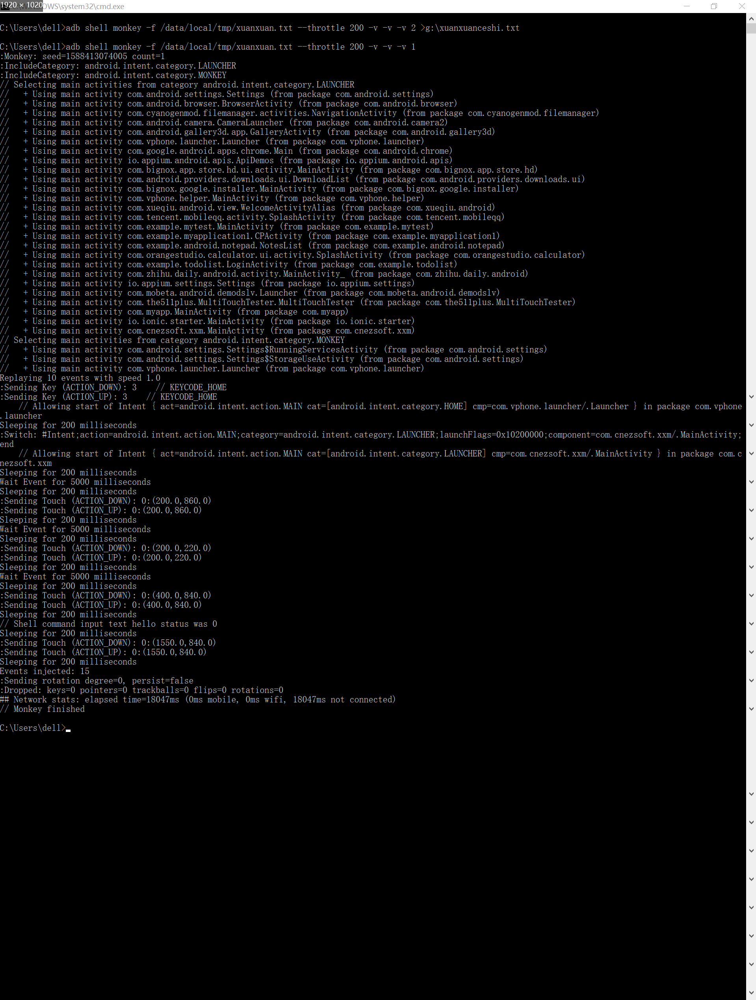 1920 × 1020
OWS\system32\cmd.exe
C:\Users\dell>adb shell monkey -f /data/local/tmp/xuanxuan.txt --throttle 200 -v -v -v 2 >g:\xuanxuanceshi.txt
C:\Users\dell>adb shell monkey -f /data/local/tmp/xuanxuan.txt --throttle 200 -v -v -v 1
:Monkey: seed=1588413074005 count=1
:IncludeCategory: android.intent.category.LAUNCHER
:IncludeCategory: android.intent.category.MONKEY
// Selecting main activities from category android.intent.category.LAUNCHER
//   + Using main activity com.android.settings.Settings (from package com.android.settings)
//   + Using main activity com.android.browser.BrowserActivity (from package com.android.browser)
//   + Using main activity com.cyanogenmod.filemanager.activities.NavigationActivity (from package com.cyanogenmod.filemanager)
//   + Using main activity com.android.camera.CameraLauncher (from package com.android.camera2)
//   + Using main activity com.android.gallery3d.app.GalleryActivity (from package com.android.gallery3d)
//   + Using main activity com.vphone.launcher.Launcher (from package com.vphone.launcher)
//   + Using main activity com.google.android.apps.chrome.Main (from package com.android.chrome)
//   + Using main activity io.appium.android.apis.ApiDemos (from package io.appium.android.apis)
//   + Using main activity com.bignox.app.store.hd.ui.activity.MainActivity (from package com.bignox.app.store.hd)
//   + Using main activity com.android.providers.downloads.ui.DownloadList (from package com.android.providers.downloads.ui)
//   + Using main activity com.bignox.google.installer.MainActivity (from package com.bignox.google.installer)
//   + Using main activity com.vphone.helper.MainActivity (from package com.vphone.helper)
//   + Using main activity com.xueqiu.android.view.WelcomeActivityAlias (from package com.xueqiu.android)
//   + Using main activity com.tencent.mobileqq.activity.SplashActivity (from package com.tencent.mobileqq)
//   + Using main activity com.example.mytest.MainActivity (from package com.example.mytest)
//   + Using main activity com.example.myapplication1.CPActivity (from package com.example.myapplication1)
//   + Using main activity com.example.android.notepad.NotesList (from package com.example.android.notepad)
//   + Using main activity com.orangestudio.calculator.ui.activity.SplashActivity (from package com.orangestudio.calculator)
//   + Using main activity com.example.todolist.LoginActivity (from package com.example.todolist)
//   + Using main activity com.zhihu.daily.android.activity.MainActivity_ (from package com.zhihu.daily.android)
//   + Using main activity io.appium.settings.Settings (from package io.appium.settings)
//   + Using main activity com.mobeta.android.demodslv.Launcher (from package com.mobeta.android.demodslv)
//   + Using main activity com.the511plus.MultiTouchTester.MultiTouchTester (from package com.the511plus.MultiTouchTester)
//   + Using main activity com.myapp.MainActivity (from package com.myapp)
//   + Using main activity io.ionic.starter.MainActivity (from package io.ionic.starter)
//   + Using main activity com.cnezsoft.xxm.MainActivity (from package com.cnezsoft.xxm)
// Selecting main activities from category android.intent.category.MONKEY
//   + Using main activity com.android.settings.Settings$RunningServicesActivity (from package com.android.settings)
//   + Using main activity com.android.settings.Settings$StorageUseActivity (from package com.android.settings)
//   + Using main activity com.vphone.launcher.Launcher (from package com.vphone.launcher)
Replaying 10 events with speed 1.0
:Sending Key (ACTION_DOWN): 3    // KEYCODE_HOME
:Sending Key (ACTION_UP): 3    // KEYCODE_HOME
    // Allowing start of Intent { act=android.intent.action.MAIN cat=[android.intent.category.HOME] cmp=com.vphone.launcher/.Launcher } in package com.vphone
.launcher
Sleeping for 200 milliseconds
:Switch: #Intent;action=android.intent.action.MAIN;category=android.intent.category.LAUNCHER;launchFlags=0x10200000;component=com.cnezsoft.xxm/.MainActivity;
end
    // Allowing start of Intent { act=android.intent.action.MAIN cat=[android.intent.category.LAUNCHER] cmp=com.cnezsoft.xxm/.MainActivity } in package com.c
nezsoft.xxm
Sleeping for 200 milliseconds
Wait Event for 5000 milliseconds
Sleeping for 200 milliseconds
:Sending Touch (ACTION_DOWN): 0:(200.0,860.0)
:Sending Touch (ACTION_UP): 0:(200.0,860.0)
Sleeping for 200 milliseconds
Wait Event for 5000 milliseconds
Sleeping for 200 milliseconds
:Sending Touch (ACTION_DOWN): 0:(200.0,220.0)
:Sending Touch (ACTION_UP): 0:(200.0,220.0)
Sleeping for 200 milliseconds
Wait Event for 5000 milliseconds
Sleeping for 200 milliseconds
:Sending Touch (ACTION_DOWN): 0:(400.0,840.0)
:Sending Touch (ACTION_UP): 0:(400.0,840.0)
Sleeping for 200 milliseconds
// Shell command input text hello status was 0
Sleeping for 200 milliseconds
:Sending Touch (ACTION_DOWN): 0:(1550.0,840.0)
:Sending Touch (ACTION_UP): 0:(1550.0,840.0)
Sleeping for 200 milliseconds
Events injected: 15
:Sending rotation degree=0, persist=false
:Dropped: keys=0 pointers=0 trackballs=0 flips=0 rotations=0
## Network stats: elapsed time=18047ms (0ms mobile, 0ms wifi, 18047ms not connected)
// Monkey finished
C:\Users\dell>